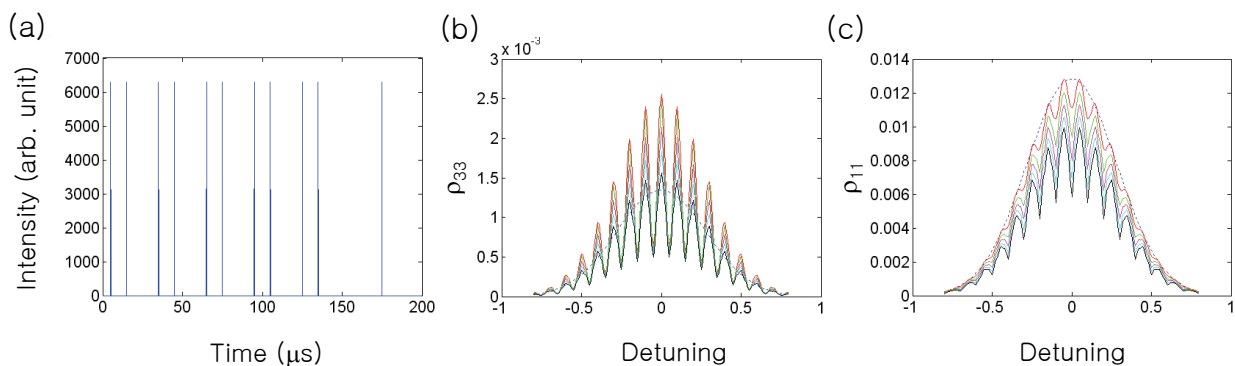 (a)
Intensity (arb. unit)
7000
6000
5000
4000
3000
2000
1000
0
0 50 100 150 200
Time (μs)
(b)
x 10⁻³
ρ₃₃
3
2.5
2
1.5
1
0.5
0
-1 -0.5 0 0.5 1
Detuning
(c)
ρ₁₁
0.014
0.012
0.01
0.008
0.006
0.004
0.002
0
-1 -0.5 0 0.5 1
Detuning